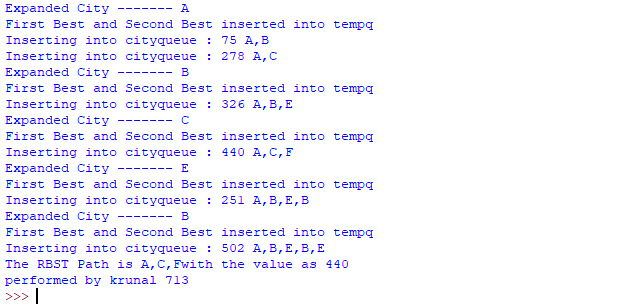 Expanded City ------- A
First Best and Second Best inserted into tempq
Inserting into cityqueue : 75 A,B
Inserting into cityqueue : 278 A,C
Expanded City ------- B
First Best and Second Best inserted into tempq
Inserting into cityqueue : 326 A,B,E
Expanded City ------- C
First Best and Second Best inserted into tempq
Inserting into cityqueue : 440 A,C,F
Expanded City ------- E
First Best and Second Best inserted into tempq
Inserting into cityqueue : 251 A,B,E,B
Expanded City ------- B
First Best and Second Best inserted into tempq
Inserting into cityqueue : 502 A,B,E,B,E
The RBST Path is A,C,Fwith the value as 440
performed by krunal 713
>>>